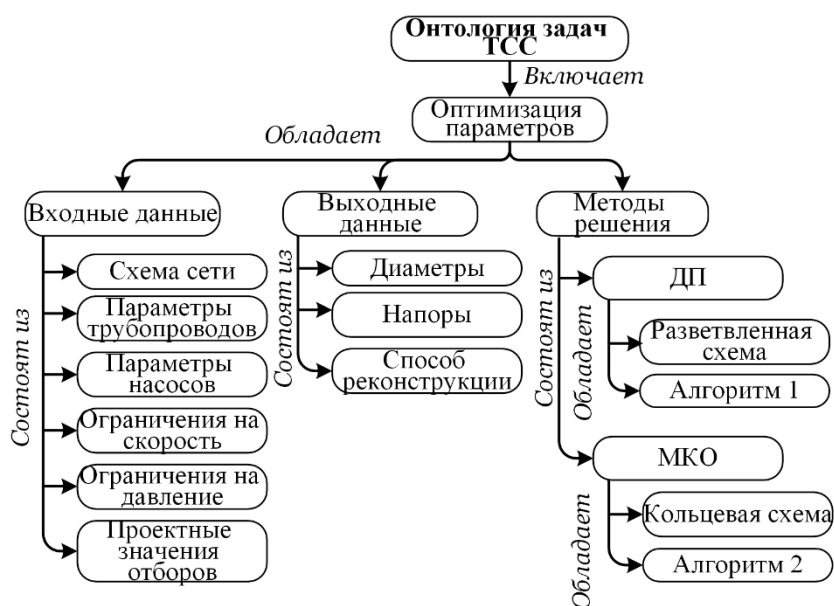 Онтология задач
ТСС
Включает
Оптимизация
параметров
Обладает
Входные данные
Состоят из
Схема сети
Параметры
трубопроводов
Параметры
насосов
Ограничения на
скорость
Ограничения на
давление
Проектные
значения
отборов
Выходные
данные
Состоят из
Диаметры
Напоры
Способ
реконструкции
Методы
решения
Состоят из
ДП
Обладает
Разветвленная
схема
Алгоритм 1
МКО
Обладает
Кольцевая схема
Алгоритм 2